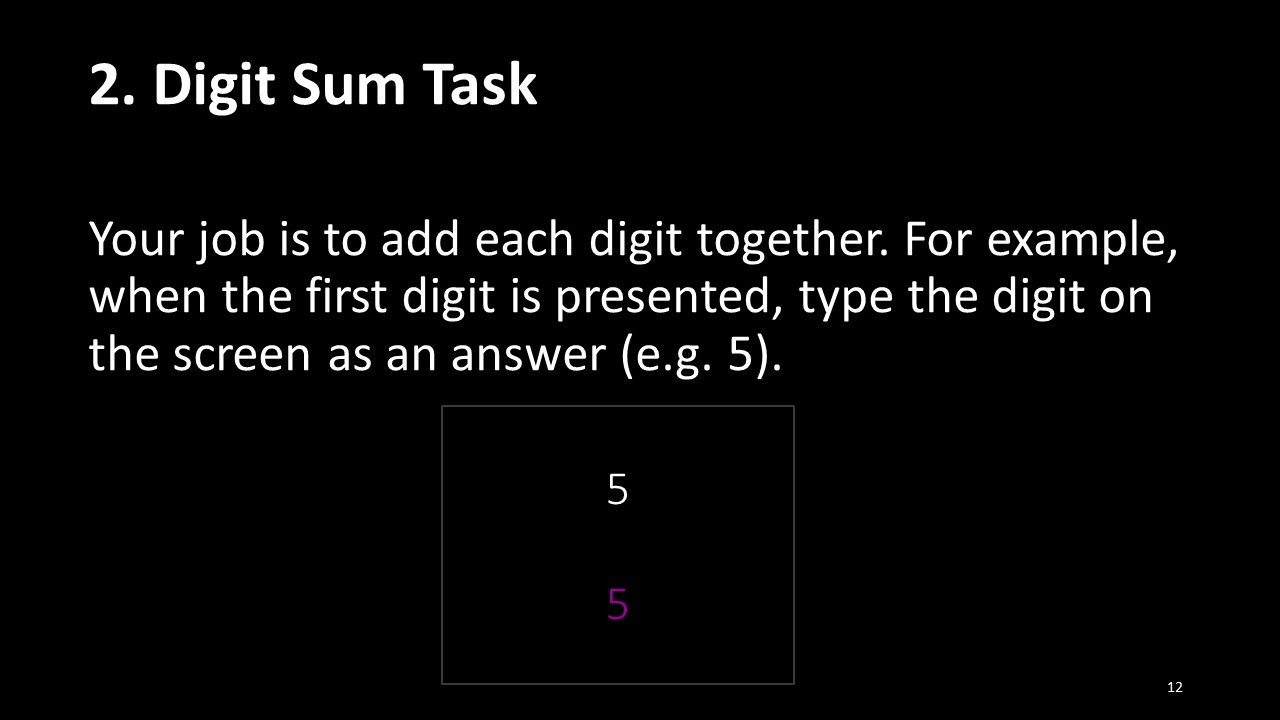 2. Digit Sum Task
Your job is to add each digit together. For example,
when the first digit is presented, type the digit on
the screen as an answer (e.g. 5).
5
5
12